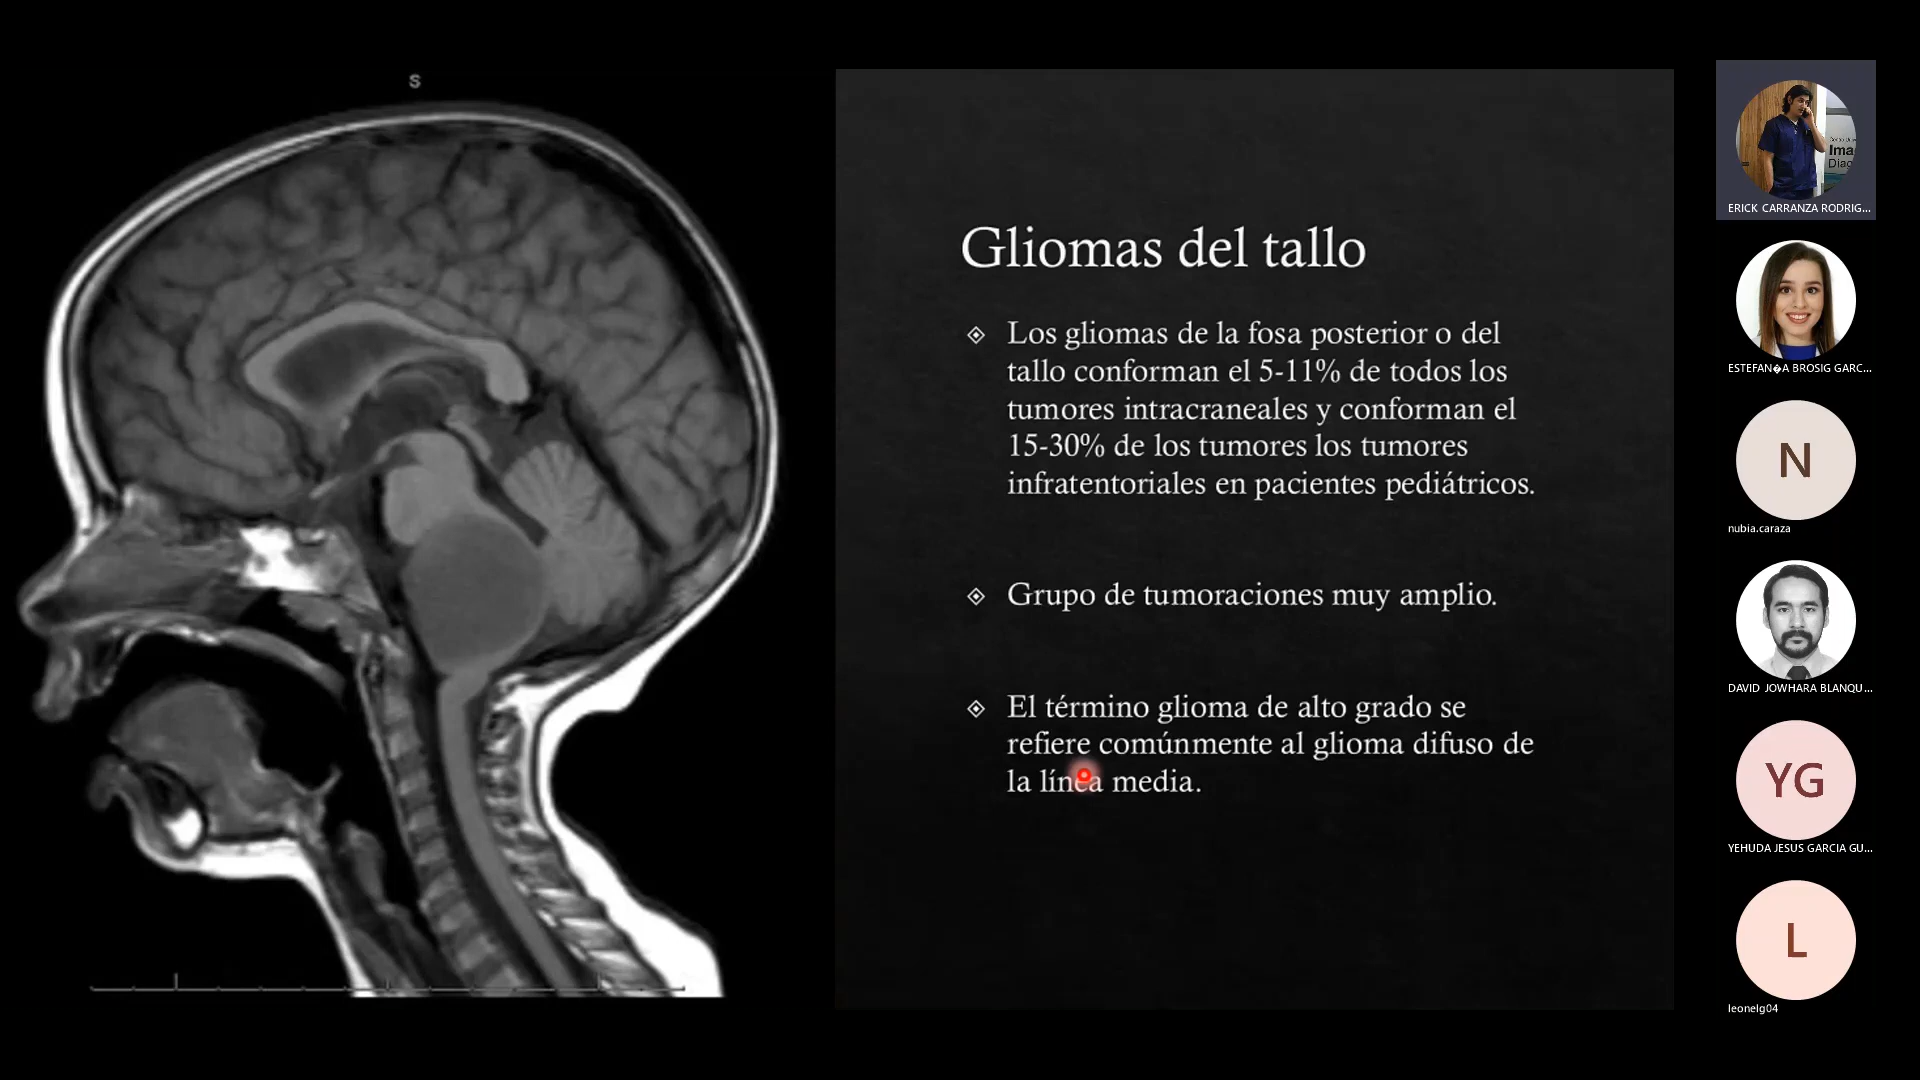 S
Gliomas del tallo
Los gliomas de la fosa posterior o del
tallo conforman el 5-11% de todos los
tumores intracraneales y conforman el
15-30% de los tumores los tumores
infratentoriales en pacientes pediátricos.
Grupo de tumoraciones muy amplio.
El término glioma de alto grado se
refiere comúnmente al glioma difuso de
la línea media.
Ima
Diag
ERICK CARRANZA RODRIG...
ESTEFAN�A BROSIG GARC...
N
nubia.caraza
DAVID JOWHARA BLANQU...
YG
YEHUDA JESUS GARCIA GU...
L
leonelg04